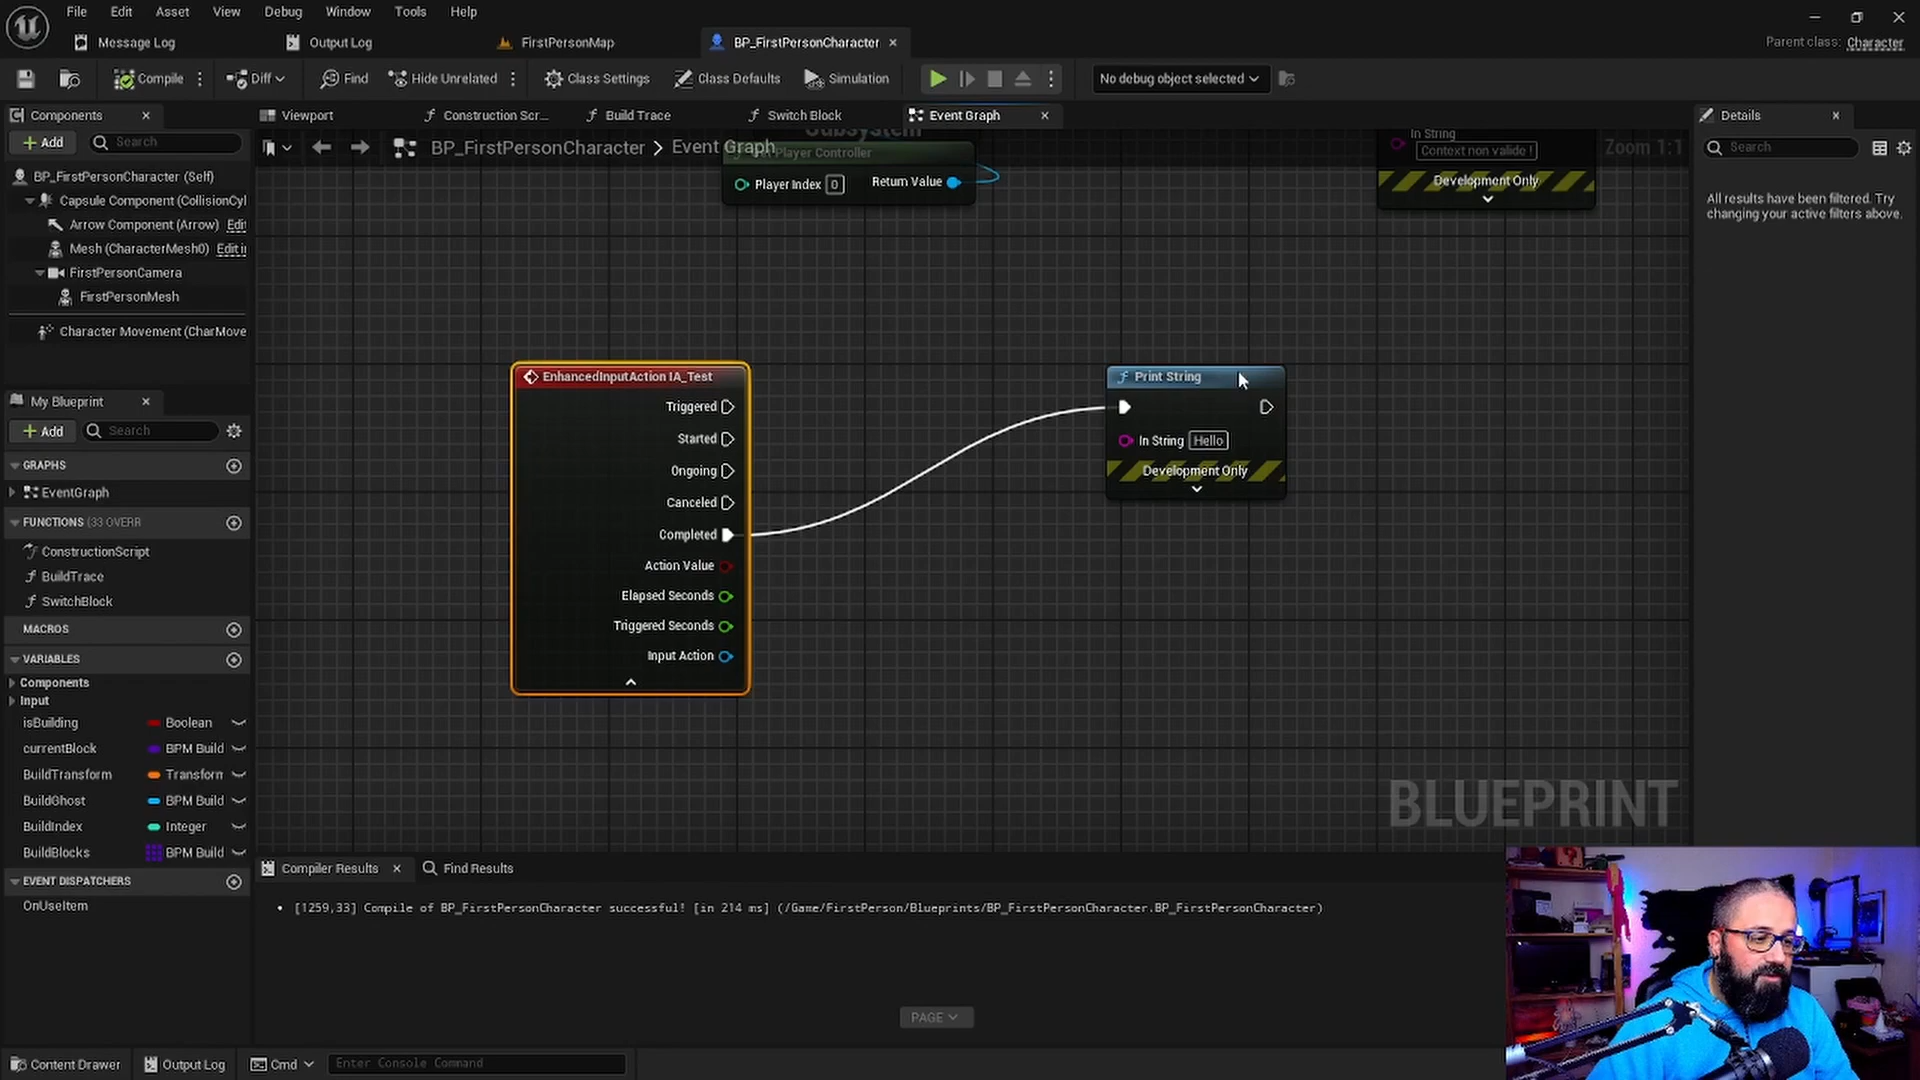 File Edit Asset View Debug Window Tools Help
Message Log Output Log FirstPersonMap BP_FirstPersonCharacter
Parent class: Character
Compile Diff Find Hide Unrelated Class Settings Class Defaults Simulation No debug object selected
Components
Viewport Construction Scr... Build Trace Switch Block Event Graph
Details
Add Search
BP_FirstPersonCharacter > Event Graph
Zoom 1:1
Search
BP_FirstPersonCharacter (Self)
Capsule Component (CollisionCyl
Arrow Component (Arrow) Edit
Mesh (CharacterMesh0) Edit in
FirstPersonCamera
FirstPersonMesh
Character Movement (CharMove
All results have been filtered. Try
changing your active filters above.
Subsystem
Player Controller
Player Index 0 Return Value
In String
Context non valide !
Development Only
My Blueprint
Add Search
GRAPHS
EventGraph
FUNCTIONS (33 OVERR
ConstructionScript
BuildTrace
SwitchBlock
MACROS
VARIABLES
Components
Input
isBuilding Boolean
currentBlock BPM Build
BuildTransform Transform
BuildGhost BPM Build
BuildIndex Integer
BuildBlocks BPM Build
EVENT DISPATCHERS
OnUseItem
EnhancedInputAction IA_Test
Triggered
Started
Ongoing
Canceled
Completed
Action Value
Elapsed Seconds
Triggered Seconds
Input Action
Print String
In String Hello
Development Only
BLUEPRINT
Compiler Results Find Results
[1259,33] Compile of BP_FirstPersonCharacter successful! [in 214 ms] (/Game/FirstPerson/Blueprints/BP_FirstPersonCharacter.BP_FirstPersonCharacter)
PAGE
Content Drawer Output Log Cmd Enter Console Command